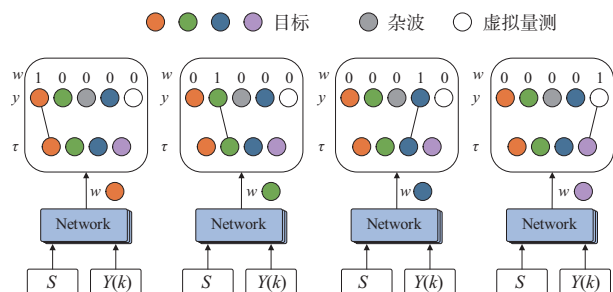 目标 杂波 虚拟量测
w 1 0 0 0 0 w 0 1 0 0 0 w 0 0 0 1 0 w 0 0 0 0 1
y y y y
τ τ τ τ
w w w w
Network Network Network Network
S Y(k) S Y(k) S Y(k) S Y(k)